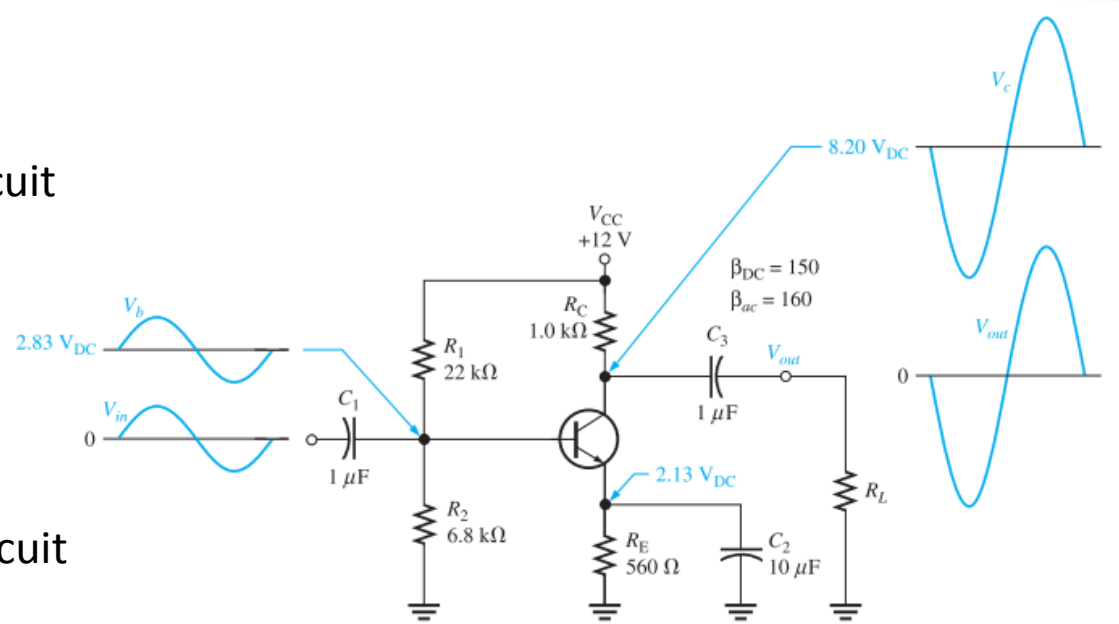 cuit
cuit
V_CC
+12 V
R_C
1.0 kΩ
β_DC = 150
β_ac = 160
C_3
1 μF
V_out
8.20 V_DC
V_c
V_out
0
V_b
2.83 V_DC
V_in
0
C_1
1 μF
R_1
22 kΩ
R_2
6.8 kΩ
2.13 V_DC
R_E
560 Ω
C_2
10 μF
R_L